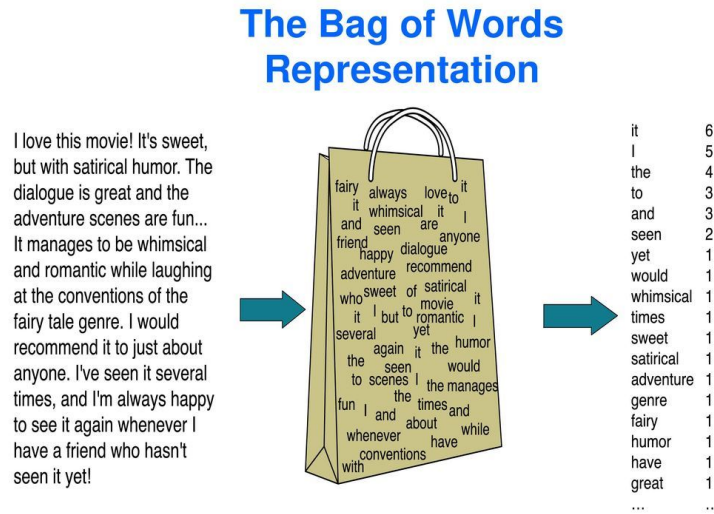 The Bag of Words
Representation
I love this movie! It's sweet,
but with satirical humor. The
dialogue is great and the
adventure scenes are fun...
It manages to be whimsical
and romantic while laughing
at the conventions of the
fairy tale genre. I would
recommend it to just about
anyone. I've seen it several
times, and I'm always happy
to see it again whenever I
have a friend who hasn't
seen it yet!
fairy always love to it
it whimsical it I
and seen are
friend anyone
happy dialogue
adventure recommend
who sweet of satirical
it I but to movie it
romantic I
several yet
again it the humor
the seen would
to scenes I the manages
the
fun I and times and
about
whenever have while
conventions
with
it 6
I 5
the 4
to 3
and 3
seen 2
yet 1
would 1
whimsical 1
times 1
sweet 1
satirical 1
adventure 1
genre 1
fairy 1
humor 1
have 1
great 1
... ..